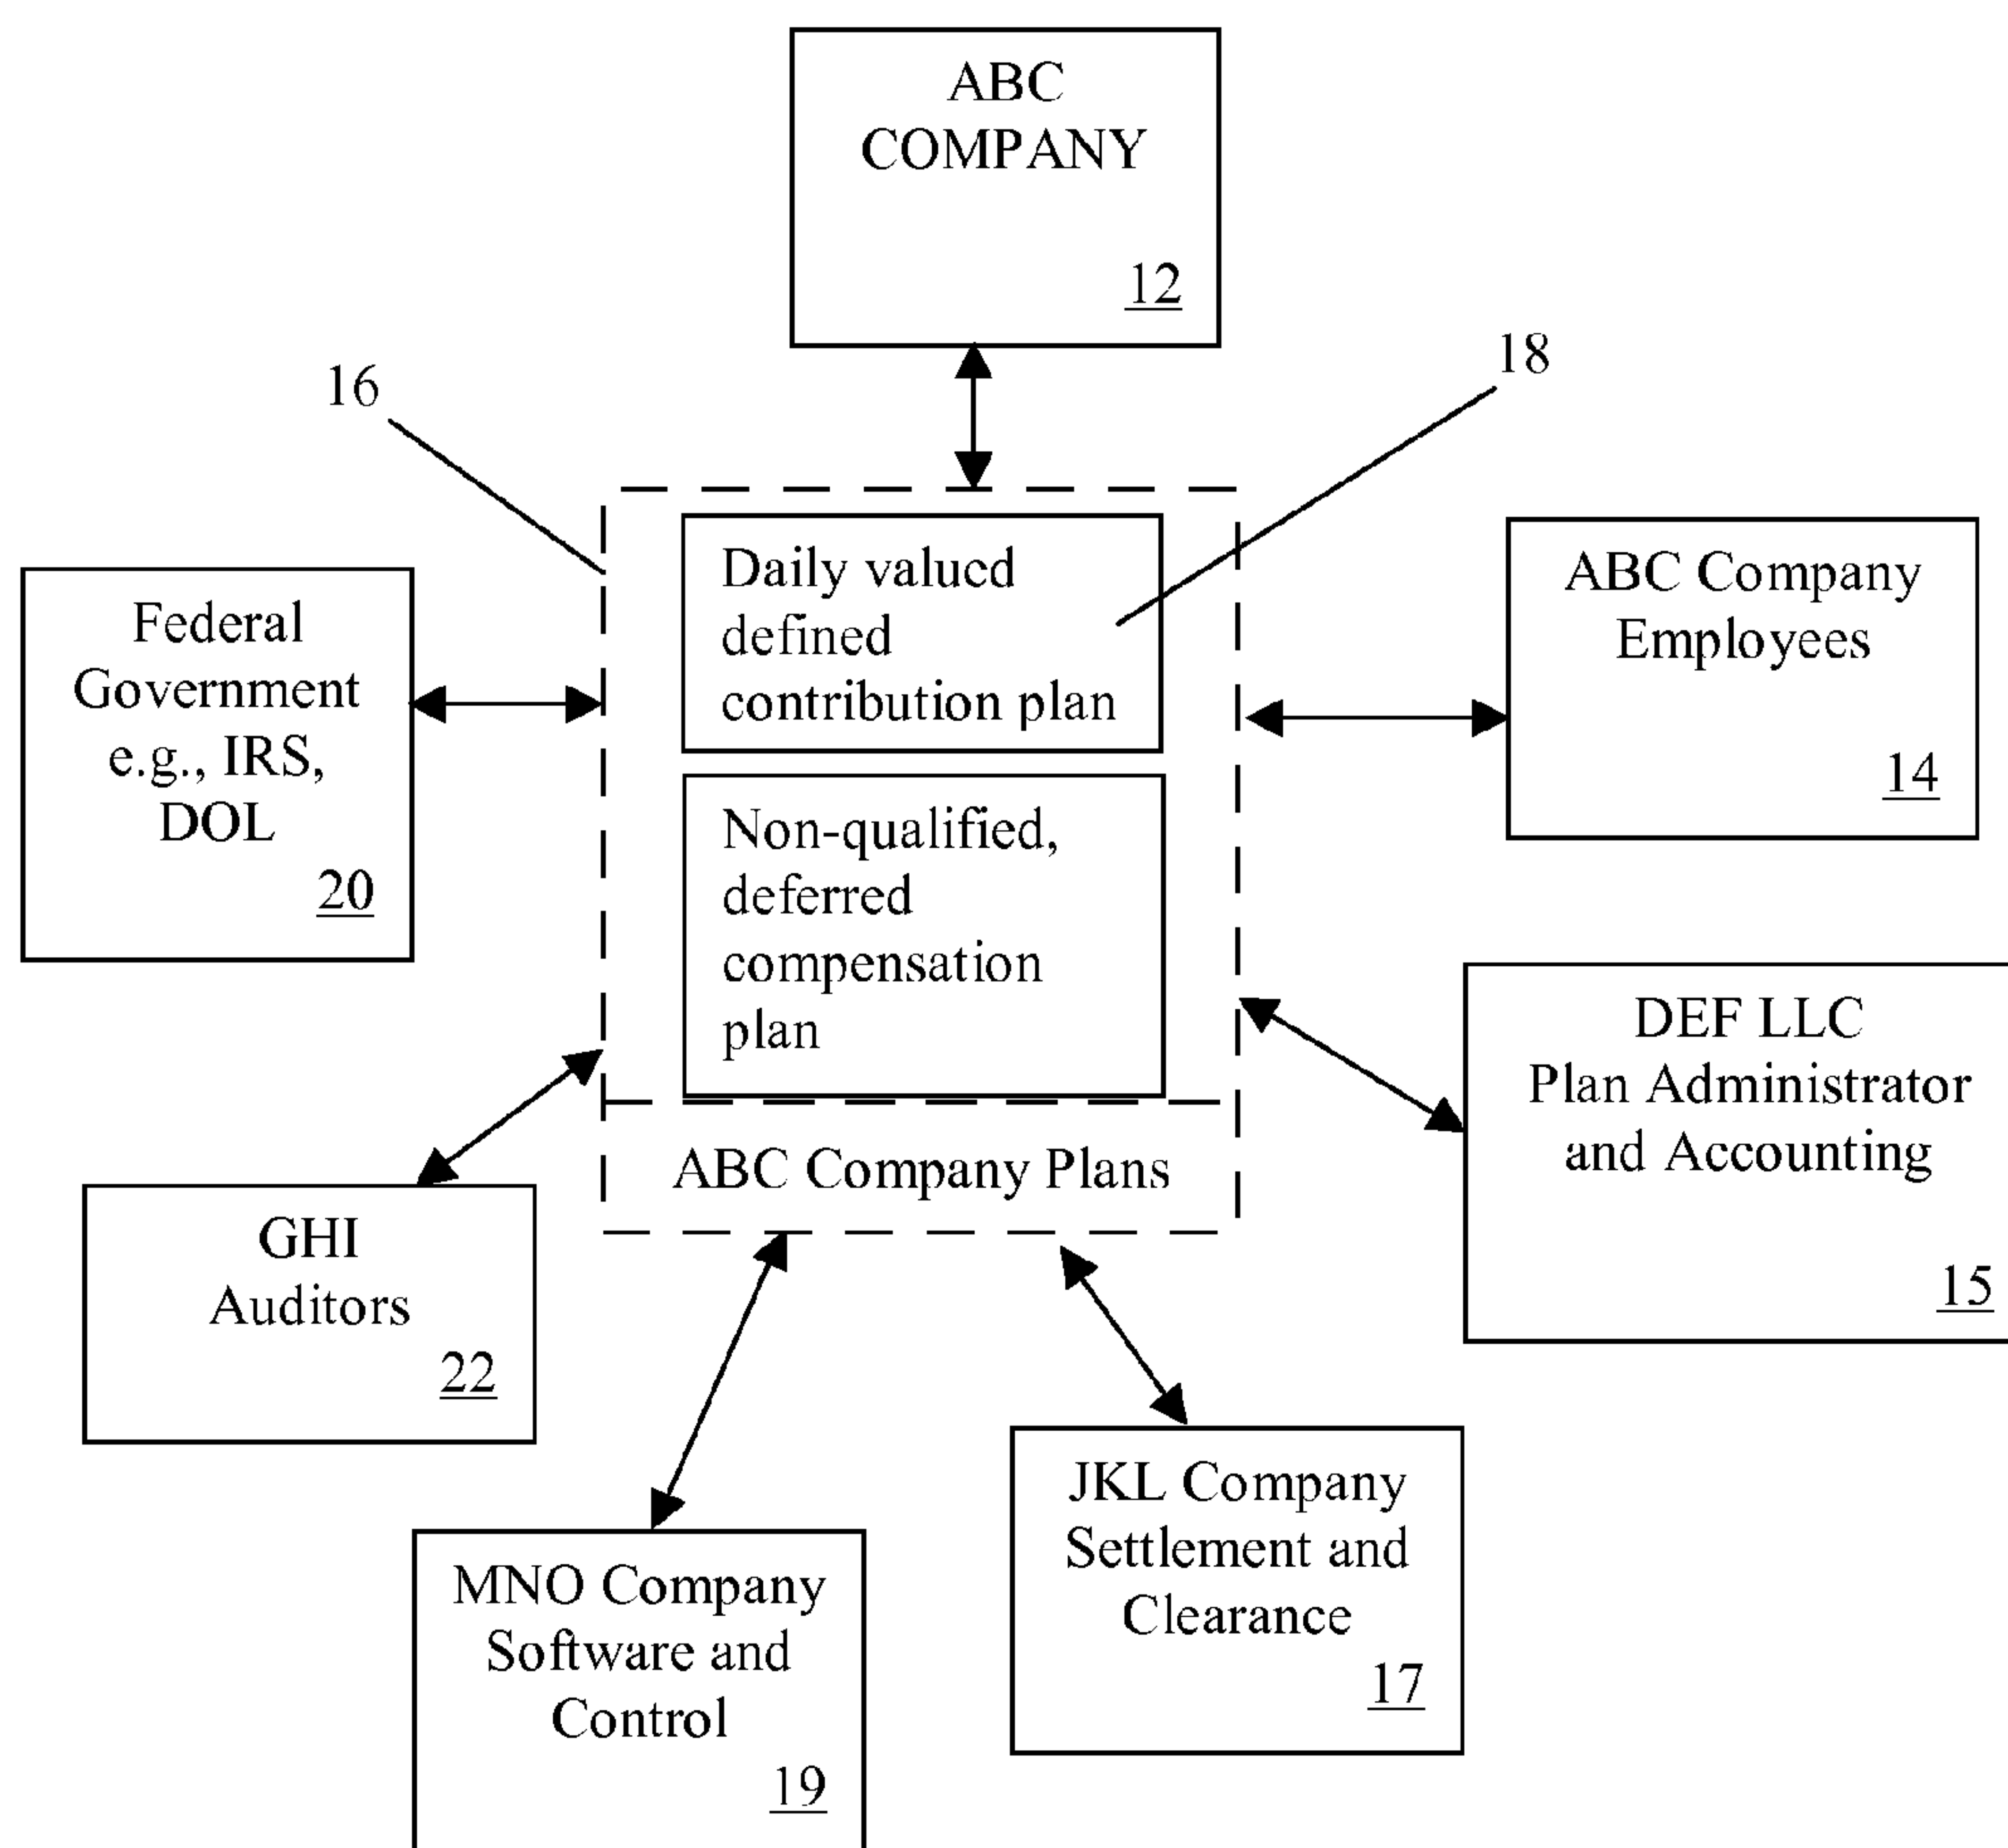 ABC
COMPANY
12
16
18
Daily valued
defined
contribution plan
Non-qualified,
deferred
compensation
plan
ABC Company Plans
Federal
Government
e.g., IRS,
DOL
20
ABC Company
Employees
14
DEF LLC
Plan Administrator
and Accounting
15
GHI
Auditors
22
MNO Company
Software and
Control
19
JKL Company
Settlement and
Clearance
17